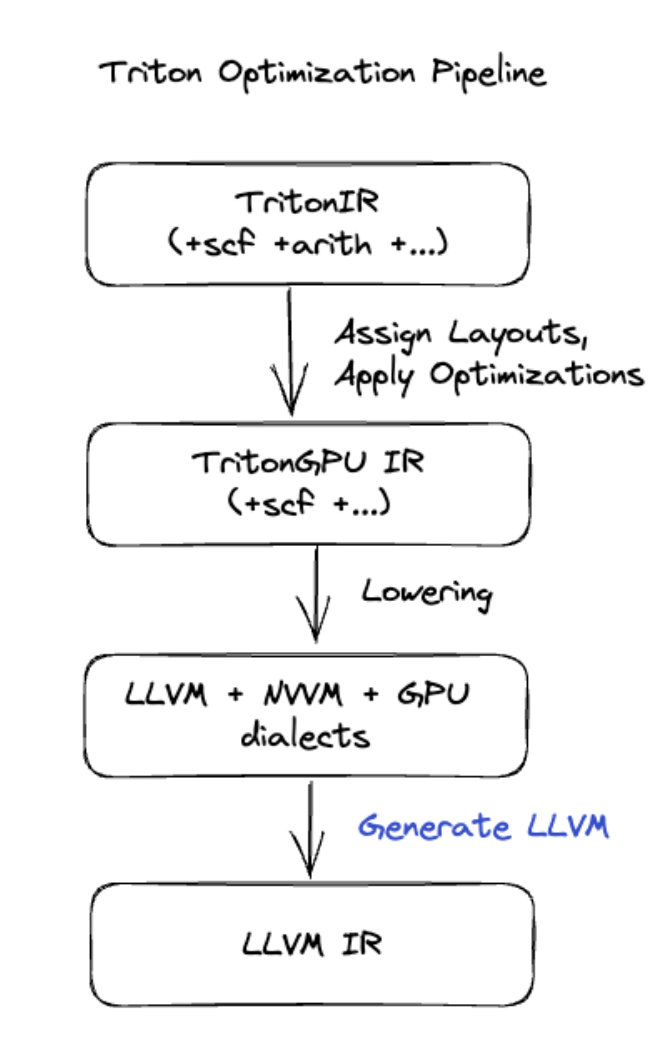 Triton Optimization Pipeline
TritonIR
(+scf +arith +...)
Assign Layouts,
Apply Optimizations
TritonGPU IR
(+scf +...)
Lowering
LLVM + NVVM + GPU
dialects
Generate LLVM
LLVM IR